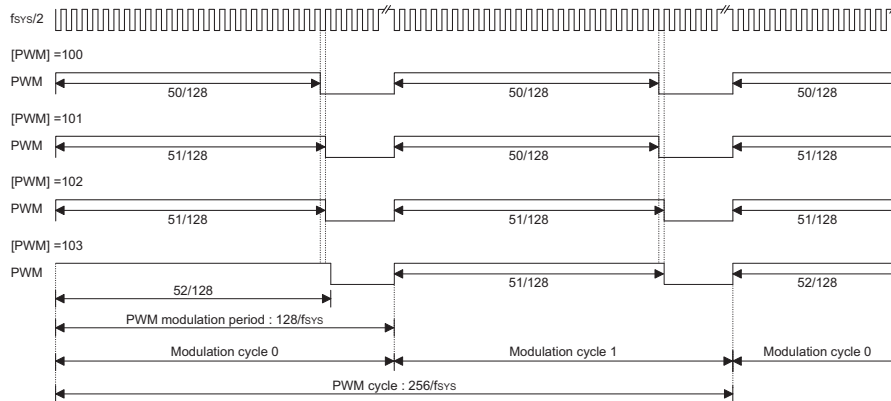 fSYS/2
[PWM] =100
PWM
50/128 50/128 50/128
[PWM] =101
PWM
51/128 50/128 51/128
[PWM] =102
PWM
51/128 51/128 51/128
[PWM] =103
PWM
52/128 51/128 52/128
PWM modulation period : 128/fSYS
Modulation cycle 0 Modulation cycle 1 Modulation cycle 0
PWM cycle : 256/fSYS